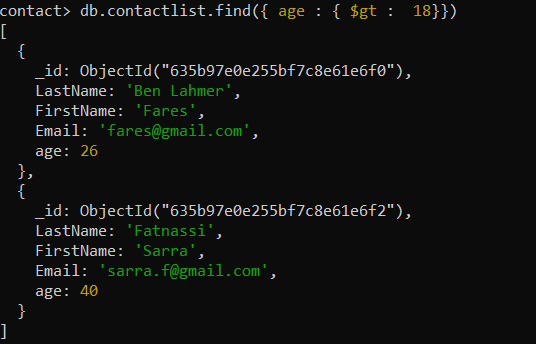 contact> db.contactlist.find({ age : { $gt :  18}})
[
  {
    _id: ObjectId("635b97e0e255bf7c8e61e6f0"),
    LastName: 'Ben Lahmer',
    FirstName: 'Fares',
    Email: 'fares@gmail.com',
    age: 26
  },
  {
    _id: ObjectId("635b97e0e255bf7c8e61e6f2"),
    LastName: 'Fatnassi',
    FirstName: 'Sarra',
    Email: 'sarra.f@gmail.com',
    age: 40
  }
]